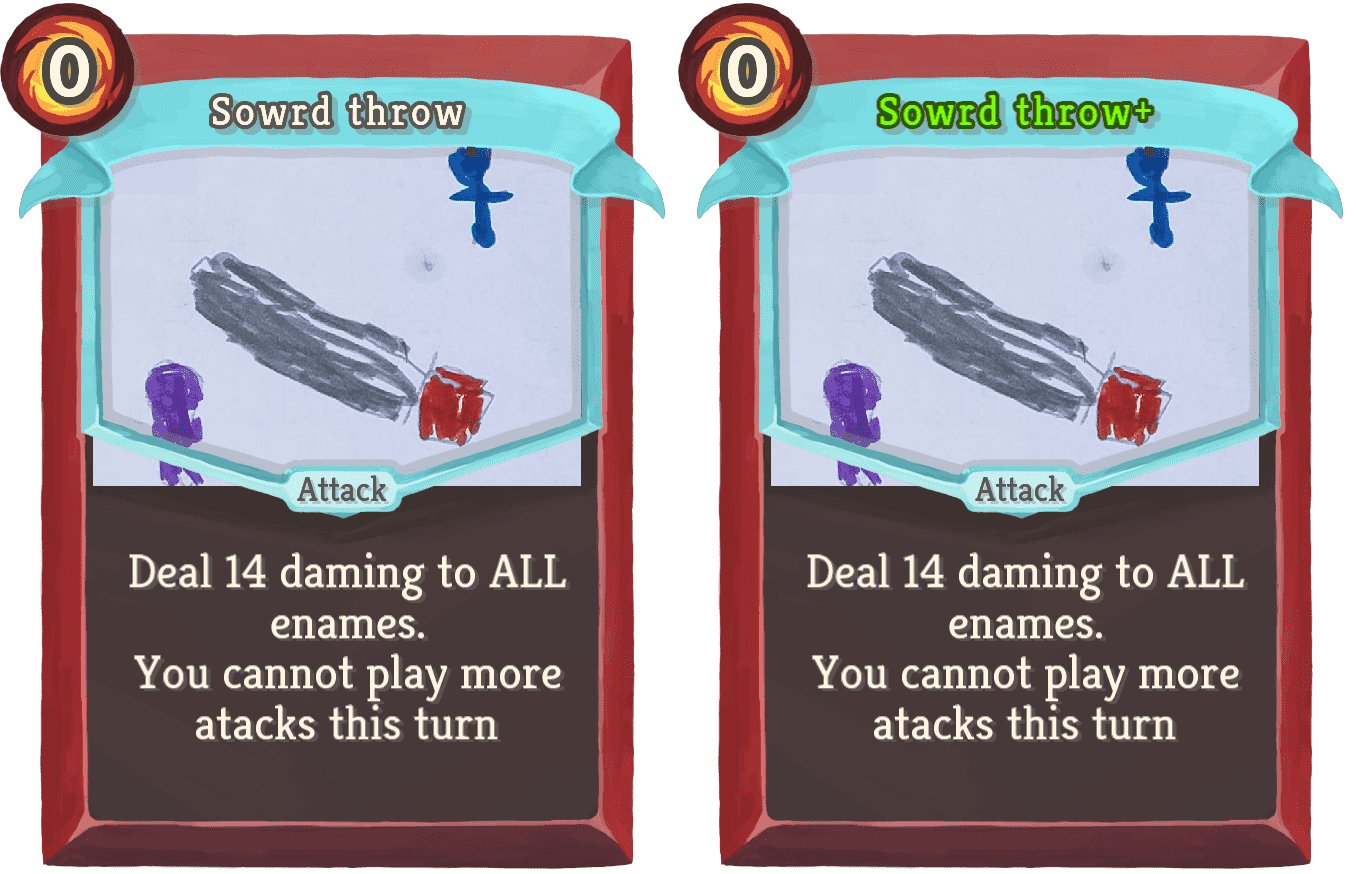 0
Sowrd throw
Attack
Deal 14 daming to ALL
enames.
You cannot play more
atacks this turn
0
Sowrd throw+
Attack
Deal 14 daming to ALL
enames.
You cannot play more
atacks this turn